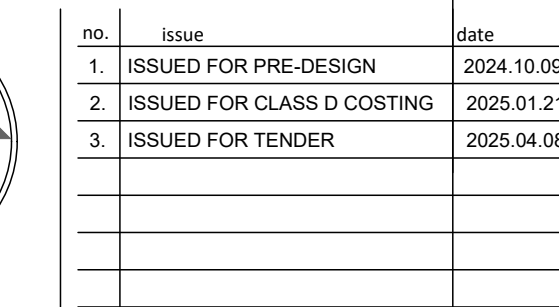 no. issue date
1. ISSUED FOR PRE-DESIGN 2024.10.09
2. ISSUED FOR CLASS D COSTING 2025.01.21
3. ISSUED FOR TENDER 2025.04.08